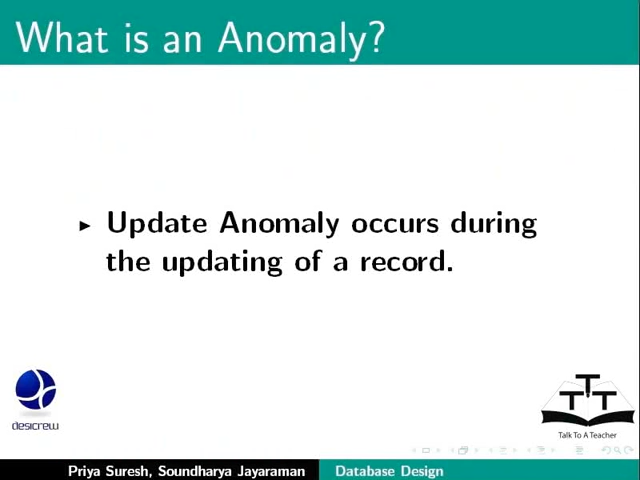 What is an Anomaly?
▸ Update Anomaly occurs during
the updating of a record.
desicrew
TTT
Talk To A Teacher
Priya Suresh, Soundharya Jayaraman
Database Design